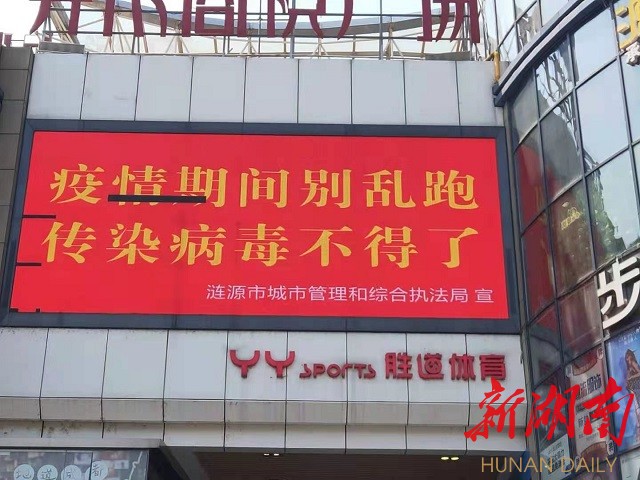 疫情期间别乱跑
传染病毒不得了
涟源市城市管理和综合执法局 宣
YY SPORTS 胜道体育
步
新湖南
HUNAN DAILY